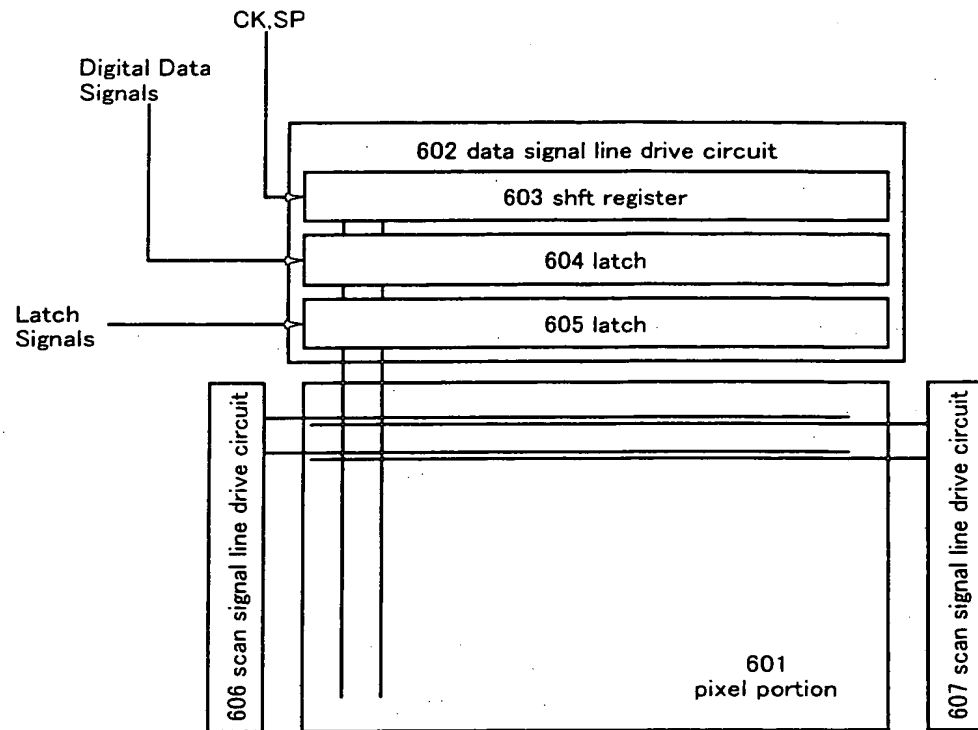 CK,SP
Digital Data
Signals
602 data signal line drive circuit
603 shft register
604 latch
Latch
Signals
605 latch
606 scan signal line drive circuit
607 scan signal line drive circuit
601
pixel portion